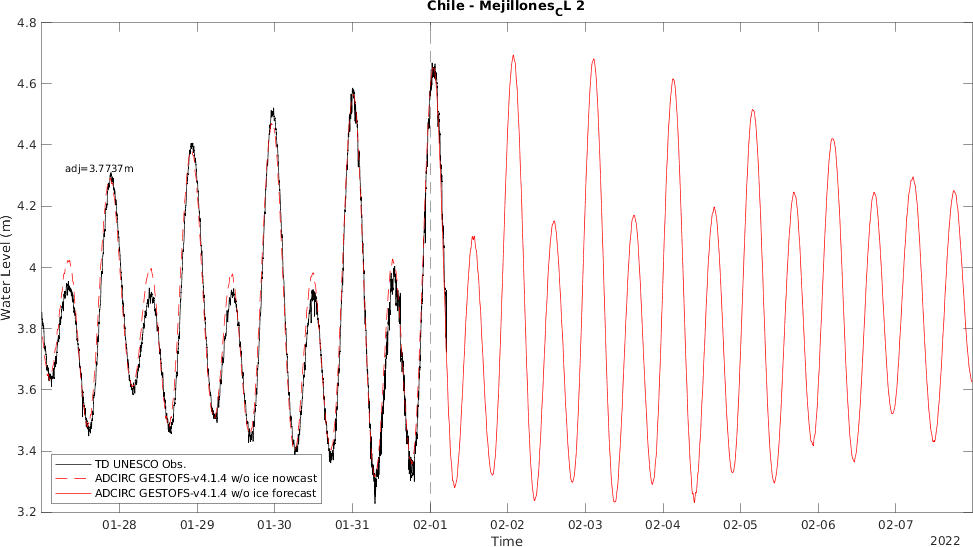 Chile - Mejillones_CL 2
4.8
4.6
4.4
4.2
4
3.8
3.6
3.4
3.2
Water Level (m)
adj=3.7737m
TD UNESCO Obs.
ADCIRC GESTOFS-v4.1.4 w/o ice nowcast
ADCIRC GESTOFS-v4.1.4 w/o ice forecast
01-28 01-29 01-30 01-31 02-01 02-02 02-03 02-04 02-05 02-06 02-07
Time
2022